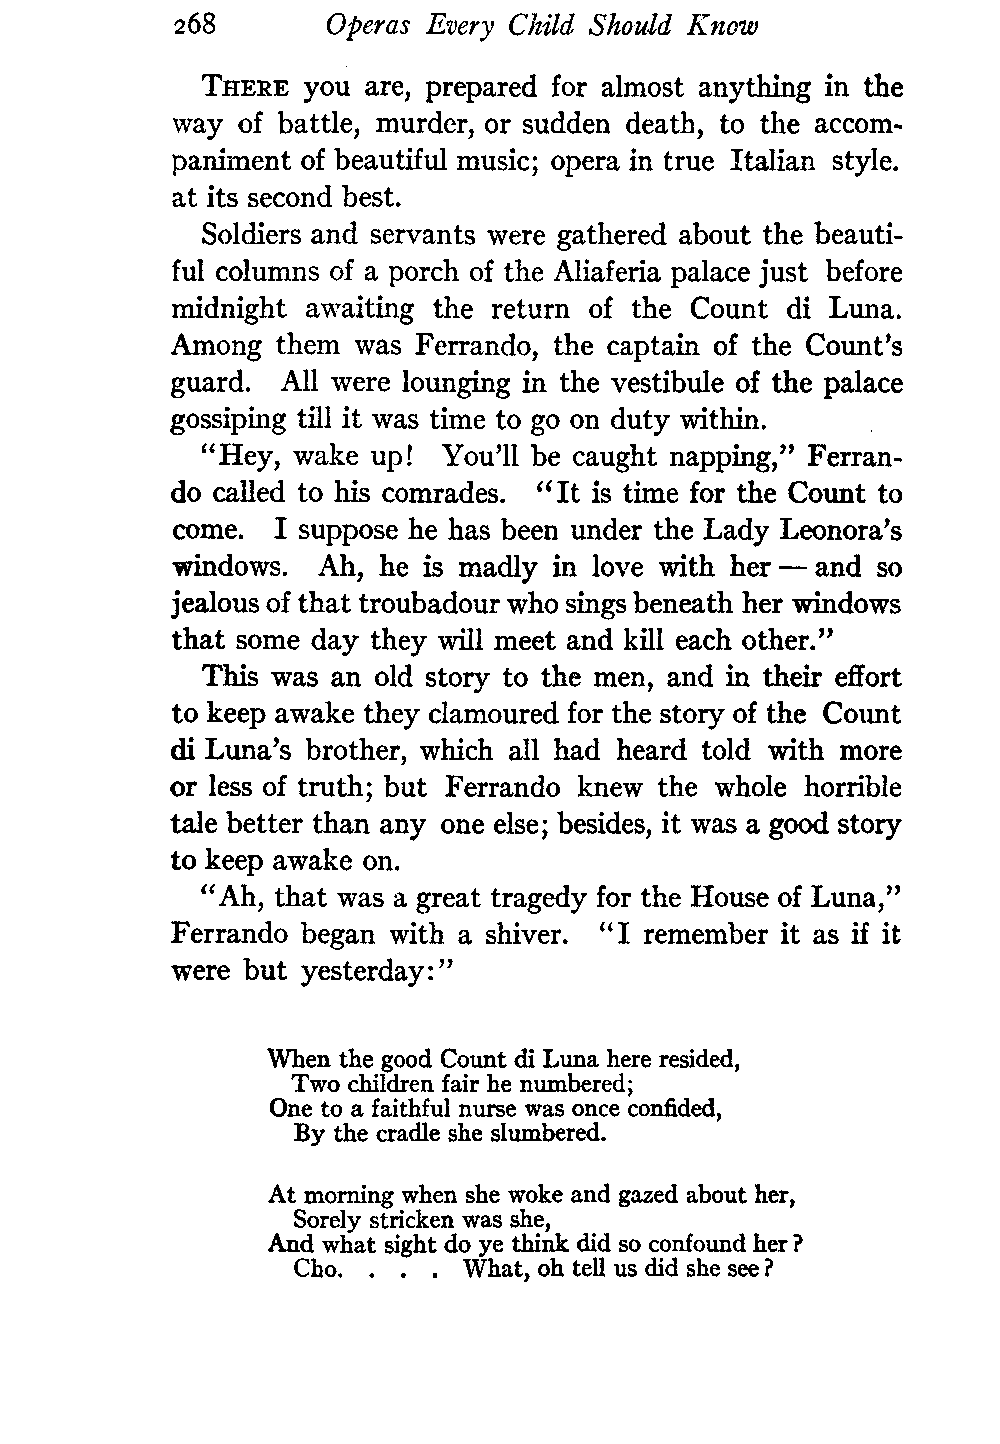 268 Operas Every Child Should Know
THERE you are, prepared for almost anything in the
way of battle, murder, or sudden death, to the accom-
paniment of beautiful music; opera in true Italian style.
at its second best.
Soldiers and servants were gathered about the beauti-
ful columns of a porch of the Aliaferia palace just before
midnight awaiting the return of the Count di Luna.
Among them was Ferrando, the captain of the Count's
guard. All were lounging in the vestibule of the palace
gossiping till it was time to go on duty within.
"Hey, wake up! You'll be caught napping," Ferran-
do called to his comrades. "It is time for the Count to
come. I suppose he has been under the Lady Leonora's
windows. Ah, he is madly in love with her — and so
jealous of that troubadour who sings beneath her windows
that some day they will meet and kill each other."
This was an old story to the men, and in their effort
to keep awake they clamoured for the story of the Count
di Luna's brother, which all had heard told with more
or less of truth; but Ferrando knew the whole horrible
tale better than any one else; besides, it was a good story
to keep awake on.
"Ah, that was a great tragedy for the House of Luna,"
Ferrando began with a shiver. "I remember it as if it
were but yesterday:"
When the good Count di Luna here resided,
Two children fair he numbered;
One to a faithful nurse was once confided,
By the cradle she slumbered.
At morning when she woke and gazed about her,
Sorely stricken was she,
And what sight do ye think did so confound her?
Cho. . . . What, oh tell us did she see?